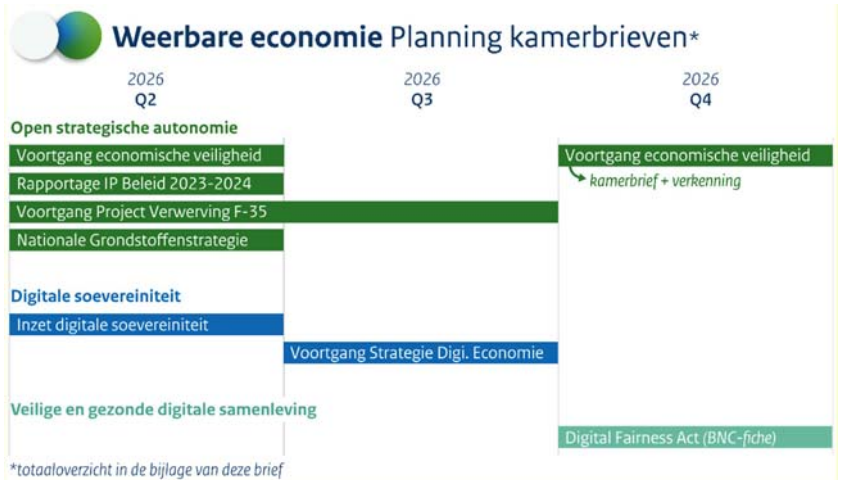 Weerbare economie Planning kamerbrieven*
2026 2026 2026
Q2 Q3 Q4
Open strategische autonomie
Voortgang economische veiligheid Voortgang economische veiligheid
Rapportage IP Beleid 2023-2024 kamerbrief + verkenning
Voortgang Project Verwerving F-35
Nationale Grondstoffenstrategie
Digitale soevereiniteit
Inzet digitale soevereiniteit
Voortgang Strategie Digi. Economie
Veilige en gezonde digitale samenleving
Digital Fairness Act (BNC-fiche)
*totaaloverzicht in de bijlage van deze brief